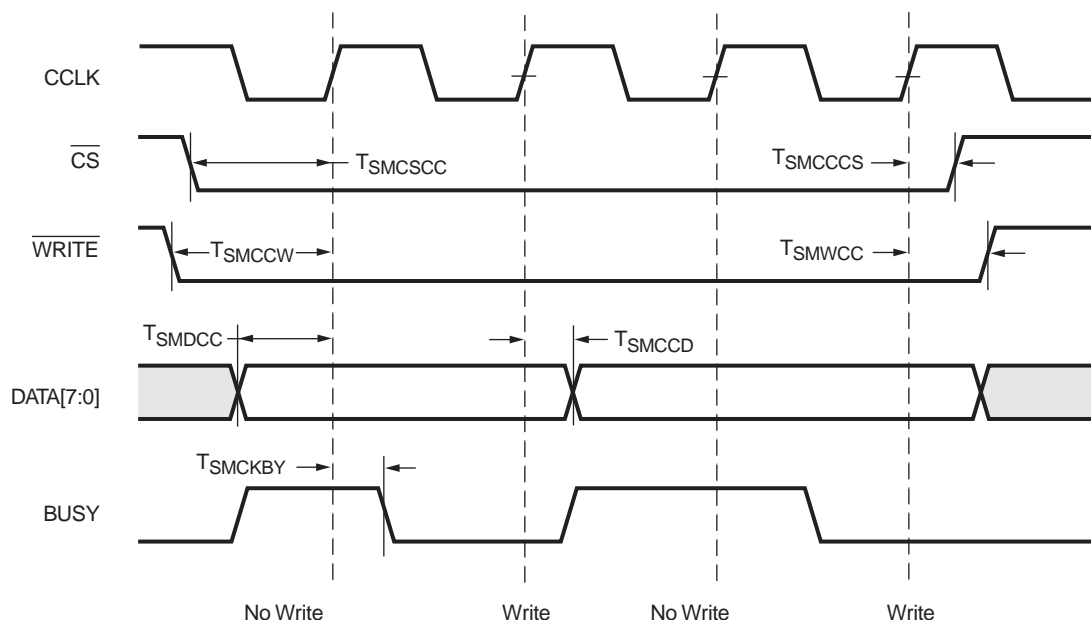 CCLK
CS
TSMCSCC
TSMCCCS
WRITE
TSMCCW
TSMWCC
TSMDCC
TSMCCD
DATA[7:0]
TSMCKBY
BUSY
No Write
Write
No Write
Write